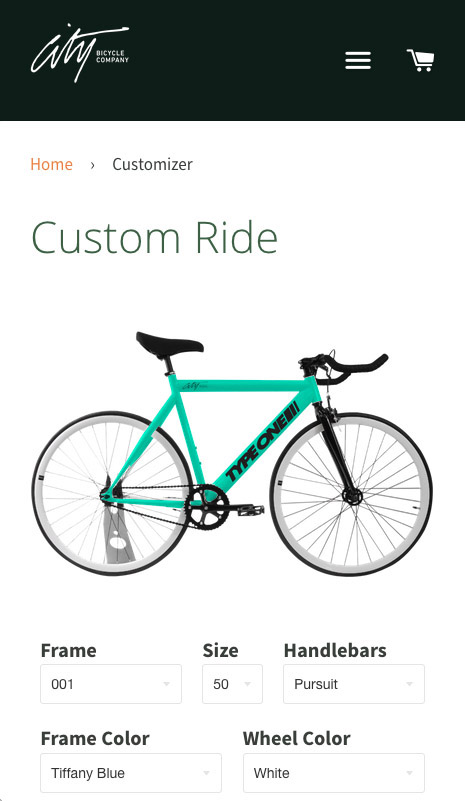 city BICYCLE
COMPANY
Home › Customizer
Custom Ride
city
TYPE ONE
Frame Size Handlebars
001 50 Pursuit
Frame Color Wheel Color
Tiffany Blue White